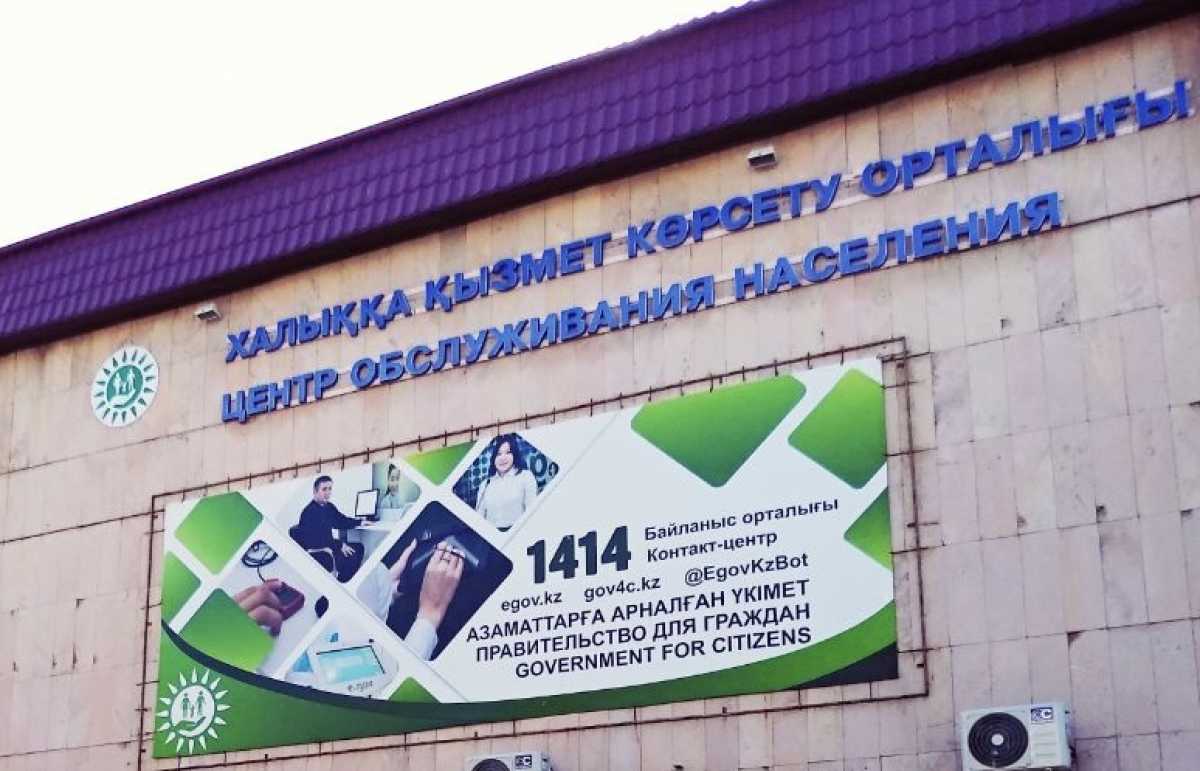 ХАЛЫҚҚА ҚЫЗМЕТ КӨРСЕТУ ОРТАЛЫҒЫ
ЦЕНТР ОБСЛУЖИВАНИЯ НАСЕЛЕНИЯ
1414
Байланыс орталығы
Контакт-центр
egov.kz gov4c.kz @EgovKzBot
АЗАМАТТАРҒА АРНАЛҒАН ҮКІМЕТ
ПРАВИТЕЛЬСТВО ДЛЯ ГРАЖДАН
GOVERNMENT FOR CITIZENS